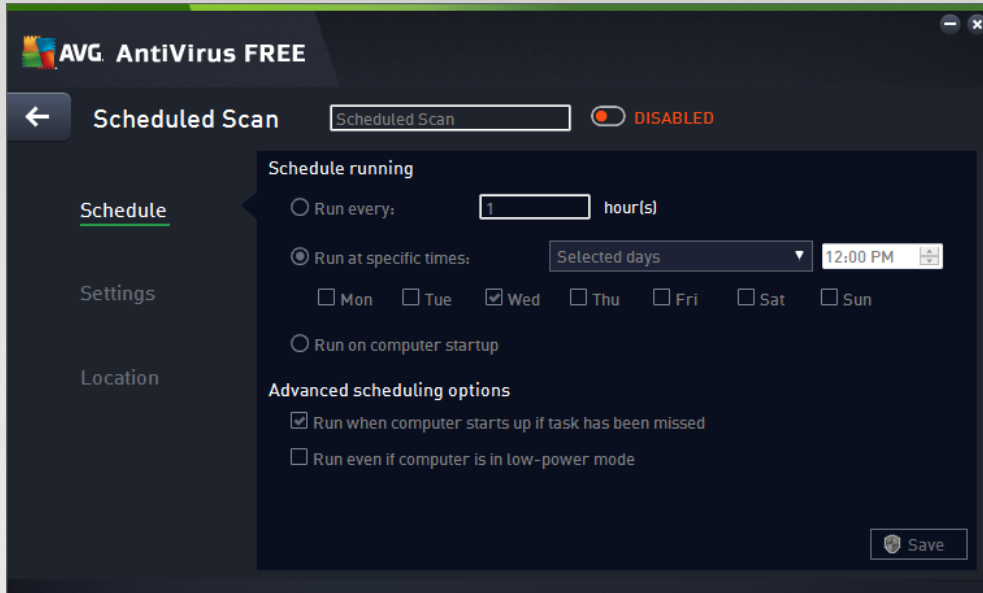 AVG AntiVirus FREE
Scheduled Scan Scheduled Scan DISABLED
Schedule
Settings
Location
Schedule running
Run every: 1 hour(s)
Run at specific times: Selected days 12:00 PM
Mon Tue Wed Thu Fri Sat Sun
Run on computer startup
Advanced scheduling options
Run when computer starts up if task has been missed
Run even if computer is in low-power mode
Save